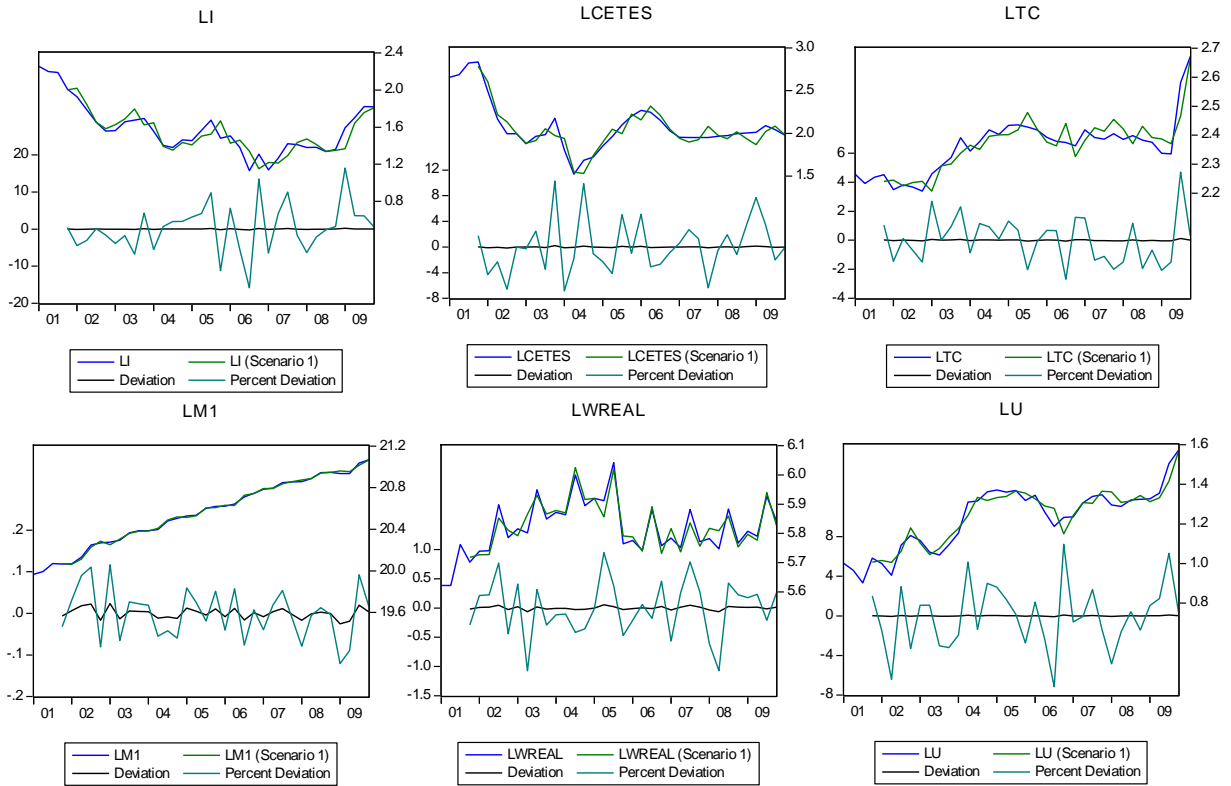 LI
2.4
2.0
1.6
1.2
0.8
20
10
0
-10
-20
01 02 03 04 05 06 07 08 09
LI LI (Scenario 1)
Deviation Percent Deviation
LCETES
3.0
2.5
2.0
1.5
12
8
4
0
-4
-8
01 02 03 04 05 06 07 08 09
LCETES LCETES (Scenario 1)
Deviation Percent Deviation
LTC
2.7
2.6
2.5
2.4
2.3
2.2
6
4
2
0
-2
-4
01 02 03 04 05 06 07 08 09
LTC LTC (Scenario 1)
Deviation Percent Deviation
LM1
21.2
20.8
20.4
20.0
19.6
.2
.1
.0
-.1
-.2
01 02 03 04 05 06 07 08 09
LM1 LM1 (Scenario 1)
Deviation Percent Deviation
LWREAL
6.1
6.0
5.9
5.8
5.7
5.6
1.0
0.5
0.0
-0.5
-1.0
-1.5
01 02 03 04 05 06 07 08 09
LWREAL LWREAL (Scenario 1)
Deviation Percent Deviation
LU
1.6
1.4
1.2
1.0
0.8
8
4
0
-4
-8
01 02 03 04 05 06 07 08 09
LU LU (Scenario 1)
Deviation Percent Deviation